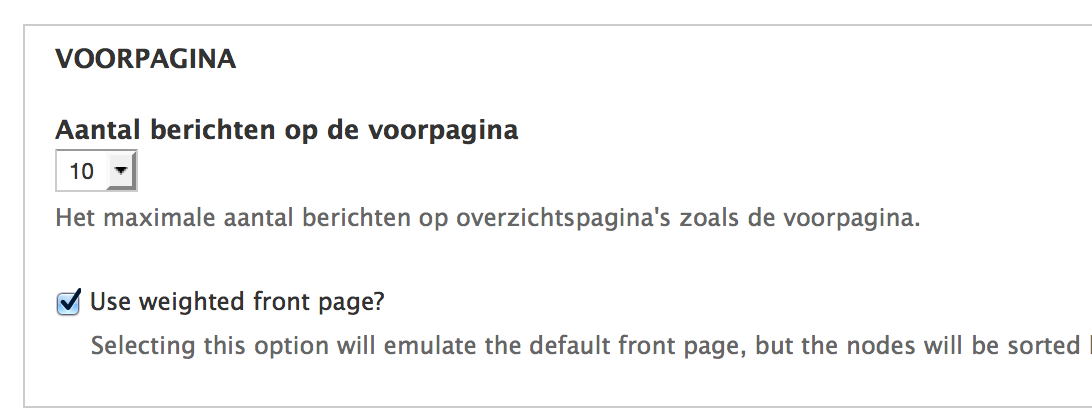 VOORPAGINA
Aantal berichten op de voorpagina
10
Het maximale aantal berichten op overzichtspagina's zoals de voorpagina.
Use weighted front page?
Selecting this option will emulate the default front page, but the nodes will be sorted